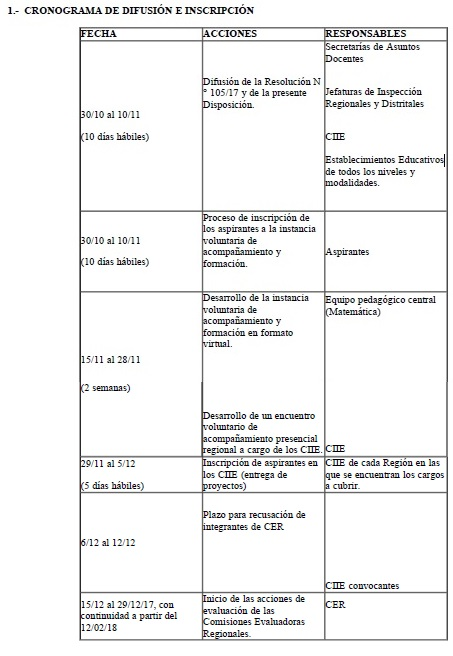 1.- CRONOGRAMA DE DIFUSIÓN E INSCRIPCIÓN
FECHA
ACCIONES
RESPONSABLES
30/10 al 10/11
(10 días hábiles)
Difusión de la Resolución N
° 105/17 y de la presente
Disposición.
Secretarías de Asuntos
Docentes
Jefaturas de Inspección
Regionales y Distritales
CIIE
Establecimientos Educativos
de todos los niveles y
modalidades.
30/10 al 10/11
(10 días hábiles)
Proceso de inscripción de
los aspirantes a la instancia
voluntaria de
acompañamiento y
formación.
Aspirantes
15/11 al 28/11
(2 semanas)
Desarrollo de la instancia
voluntaria de
acompañamiento y
formación en formato
virtual.
Desarrollo de un encuentro
voluntario de
acompañamiento presencial
regional a cargo de los CIIE.
Equipo pedagógico central
(Matemática)
CIIE
29/11 al 5/12
(5 días hábiles)
Inscripción de aspirantes en
los CIIE (entrega de
proyectos)
CIIE de cada Región en las
que se encuentran los cargos
a cubrir.
6/12 al 12/12
Plazo para recusación de
integrantes de CER
CIIE convocantes
15/12 al 29/12/17, con
continuidad a partir del
12/02/18
Inicio de las acciones de
evaluación de las
Comisiones Evaluadoras
Regionales.
CER